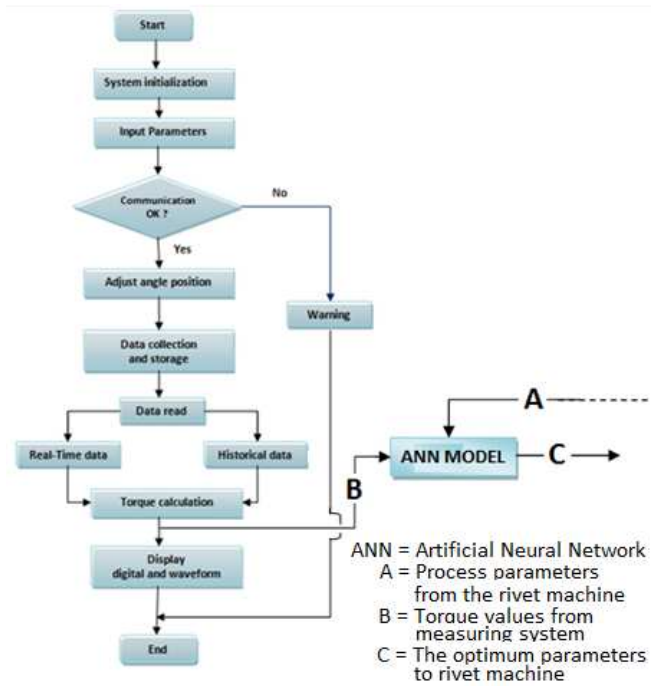 Start
System initialization
Input Parameters
Communication
OK ?
No
Yes
Adjust angle position
Warning
Data collection
and storage
Data read
Real-Time data
Historical data
Torque calculation
Display
digital and waveform
End
A
ANN MODEL
C
B
ANN = Artificial Neural Network
A = Process parameters
from the rivet machine
B = Torque values from
measuring system
C = The optimum parameters
to rivet machine